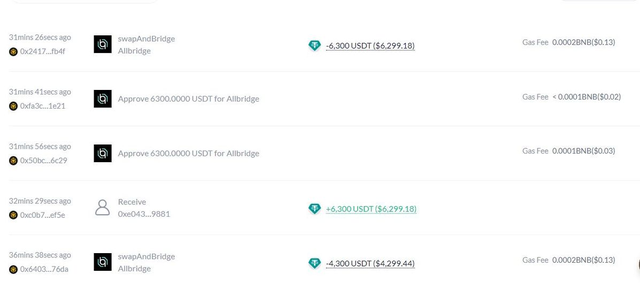 31mins 26secs ago
0x2417...fb4f
swapAndBridge
Allbridge
-6,300 USDT ($6,299.18)
Gas Fee 0.0002BNB($0.13)
31mins 41secs ago
0xfa3c...1e21
Approve 6300.0000 USDT for Allbridge
Gas Fee < 0.0001BNB($0.02)
31mins 56secs ago
0x50bc...6c29
Approve 6300.0000 USDT for Allbridge
Gas Fee 0.0001BNB($0.03)
32mins 29secs ago
0xc0b7...ef5e
Receive
0xe043...9881
+6,300 USDT ($6,299.18)
36mins 38secs ago
0x6403...76da
swapAndBridge
Allbridge
-4,300 USDT ($4,299.44)
Gas Fee 0.0002BNB($0.13)